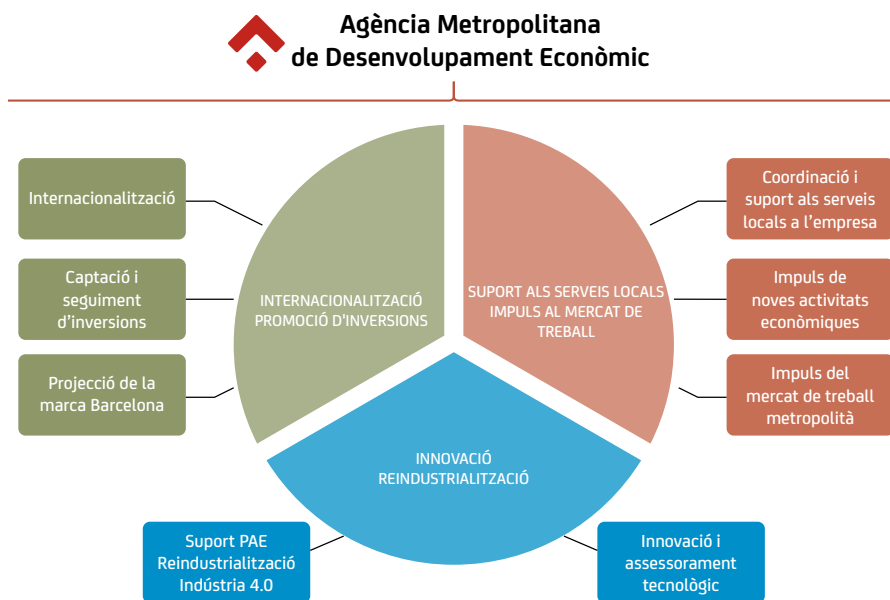 Agència Metropolitana
de Desenvolupament Econòmic
Internacionalització
Captació i
seguiment
d'inversions
Projecció de la
marca Barcelona
INTERNACIONALITZACIÓ
PROMOCIÓ D'INVERSIONS
SUPORT ALS SERVEIS LOCALS
IMPULS AL MERCAT DE
TREBALL
Coordinació i
suport als serveis
locals a l'empresa
Impuls de
noves activitats
econòmiques
Impuls del
mercat de treball
metropolità
INNOVACIÓ
REINDUSTRIALITZACIÓ
Suport PAE
Reindustrialització
Indústria 4.0
Innovació i
assessorament
tecnològic